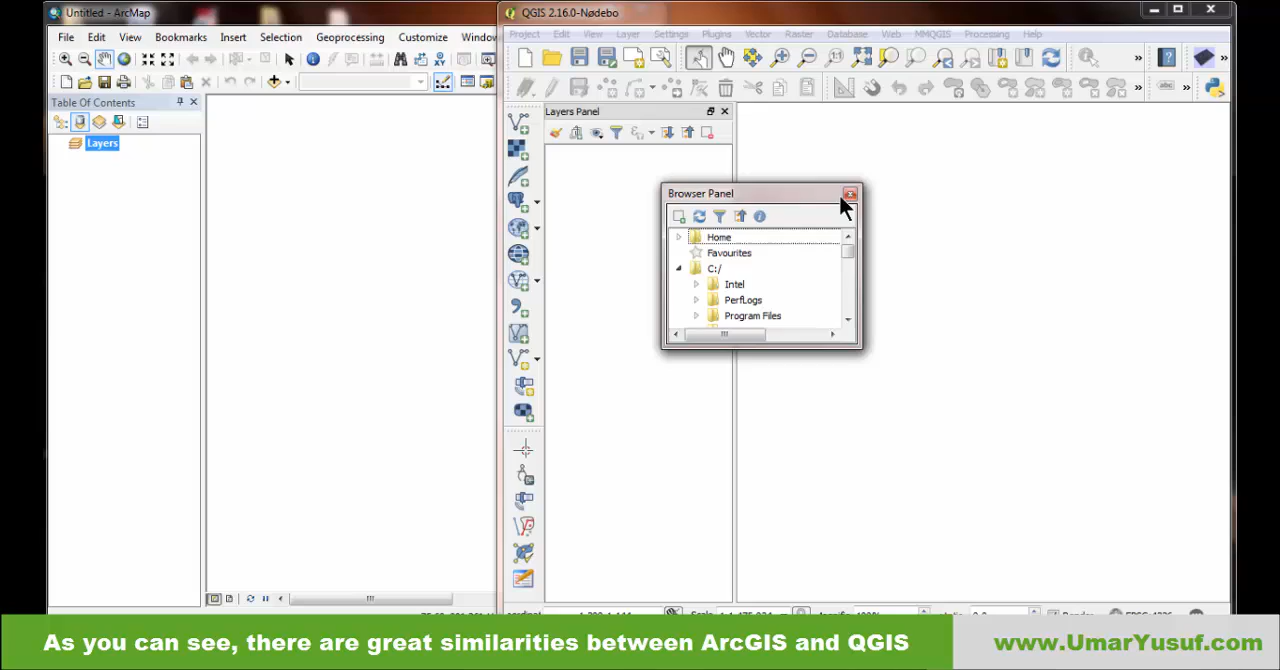 Untitled - ArcMap
File Edit View Bookmarks Insert Selection Geoprocessing Customize Window
Table Of Contents
Layers
QGIS 2.16.0-Nødebo
Project Edit View Layer Settings Plugins Vector Raster Database Web MMQGIS Processing Help
Layers Panel
Browser Panel
Home
Favourites
C:/
Intel
PerfLogs
Program Files
As you can see, there are great similarities between ArcGIS and QGIS
www.UmarYusuf.com